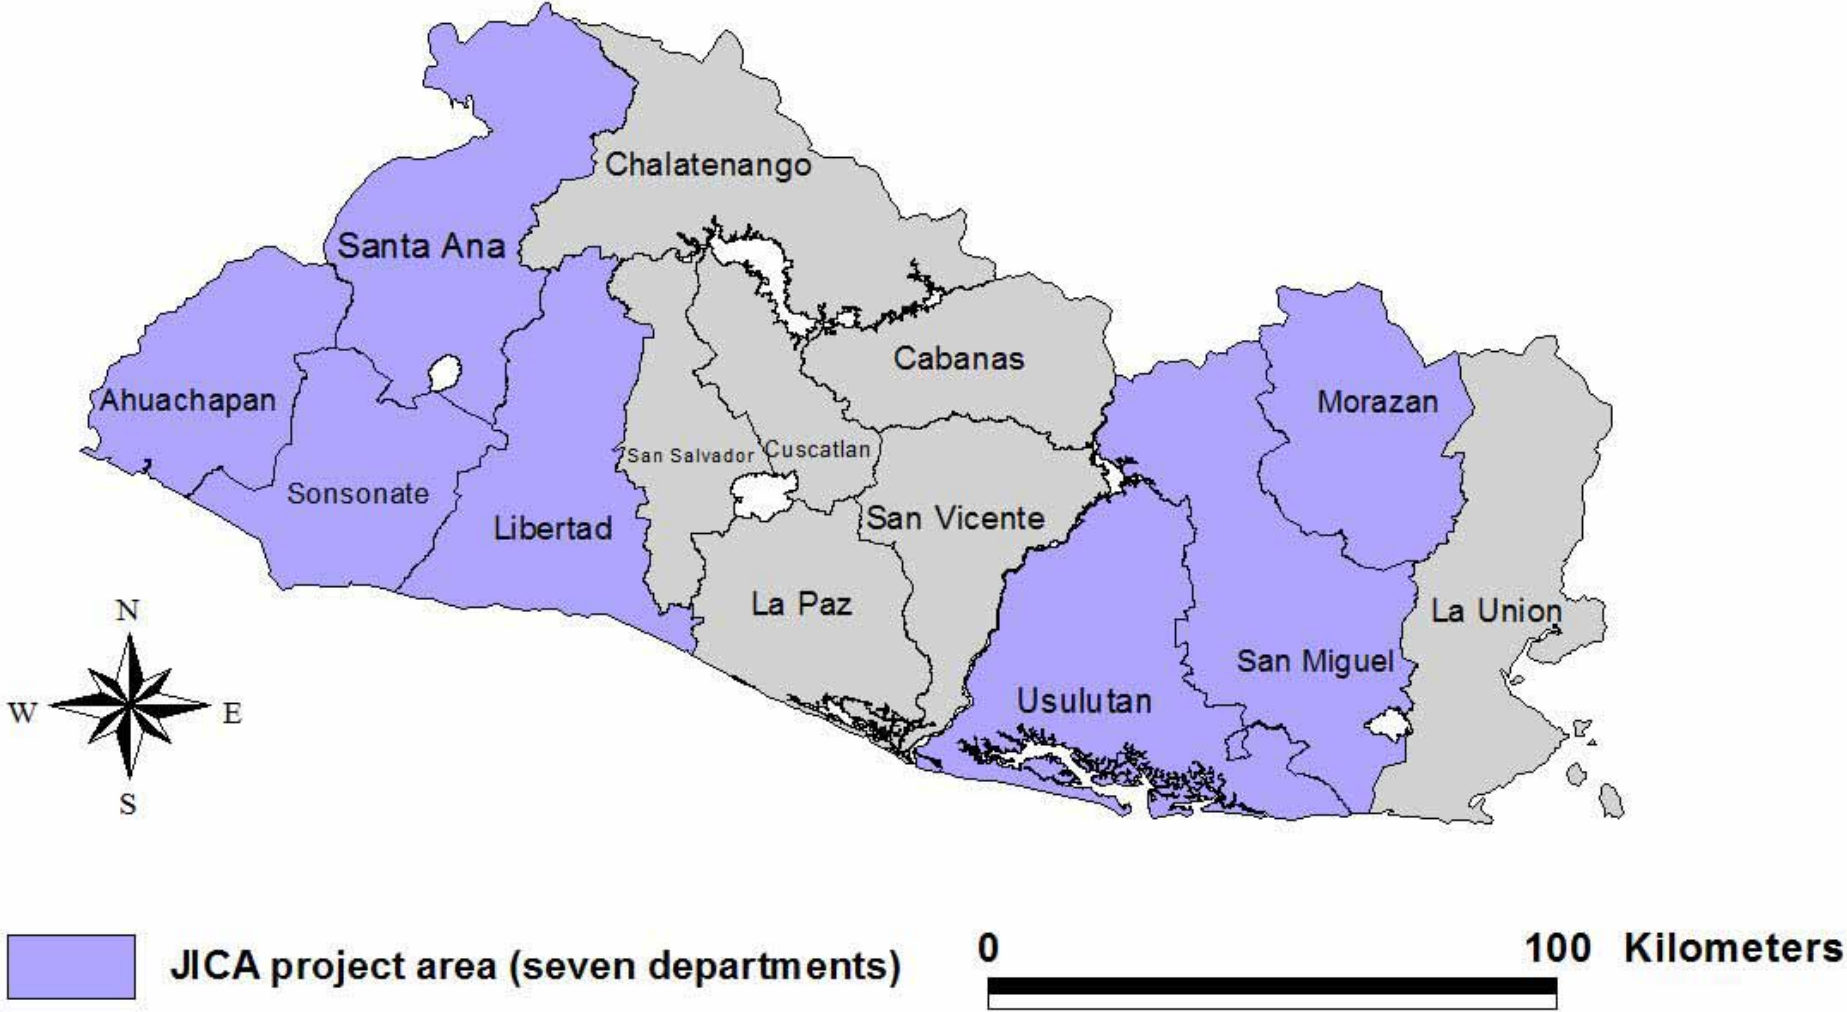 Chalatenango
Santa Ana
Cabanas
Ahuachapan
Morazan
San Salvador
Cuscatlan
Sonsonate
Libertad
San Vicente
La Paz
La Union
San Miguel
Usulutan
N
W
E
S
JICA project area (seven departments)
0 100 Kilometers